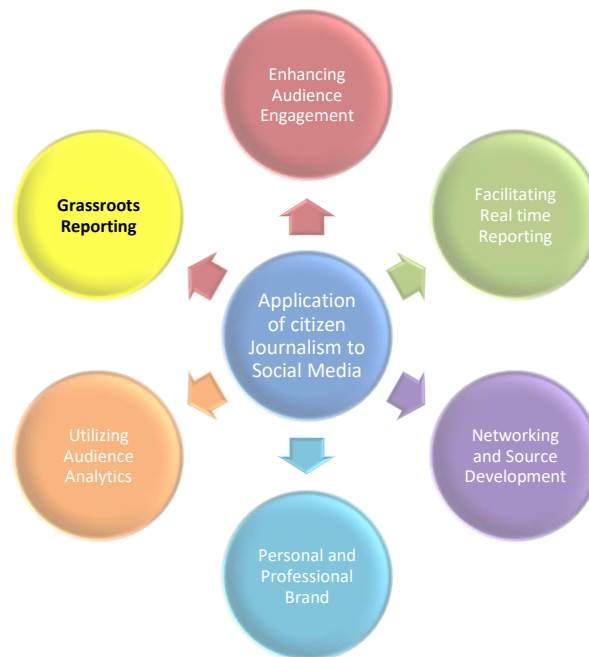 Enhancing
Audience
Engagement
Grassroots
Reporting
Facilitating
Real time
Reporting
Application
of citizen
Journalism to
Social Media
Utilizing
Audience
Analytics
Networking
and Source
Development
Personal and
Professional
Brand